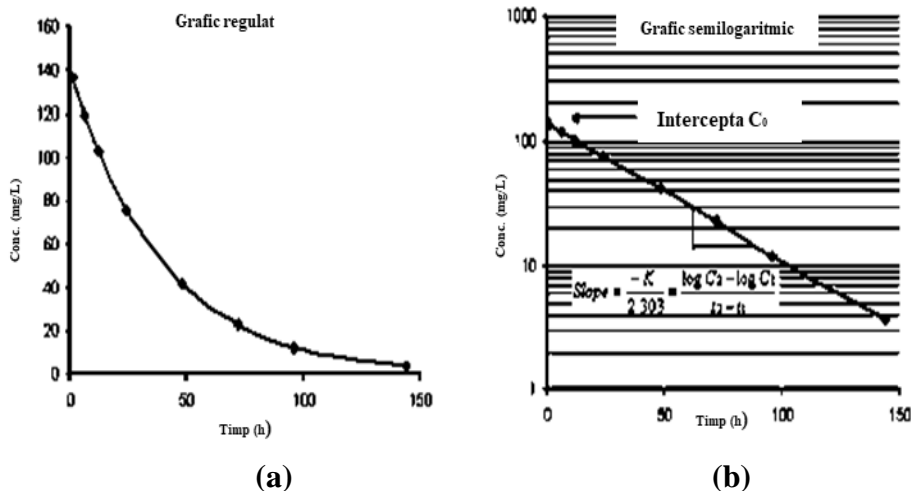 Grafic regulat
160
140
120
100
80
60
40
20
0
Conc. (mg/L)
0 50 100 150
Timp (h)
(a)
Grafic semilogaritmic
1000
100
10
1
Conc. (mg/L)
Intercepta C₀
Slope = -K / 2.303 = log C₂ - log C₁ / t₂ - t₁
0 50 100 150
Timp (h)
(b)